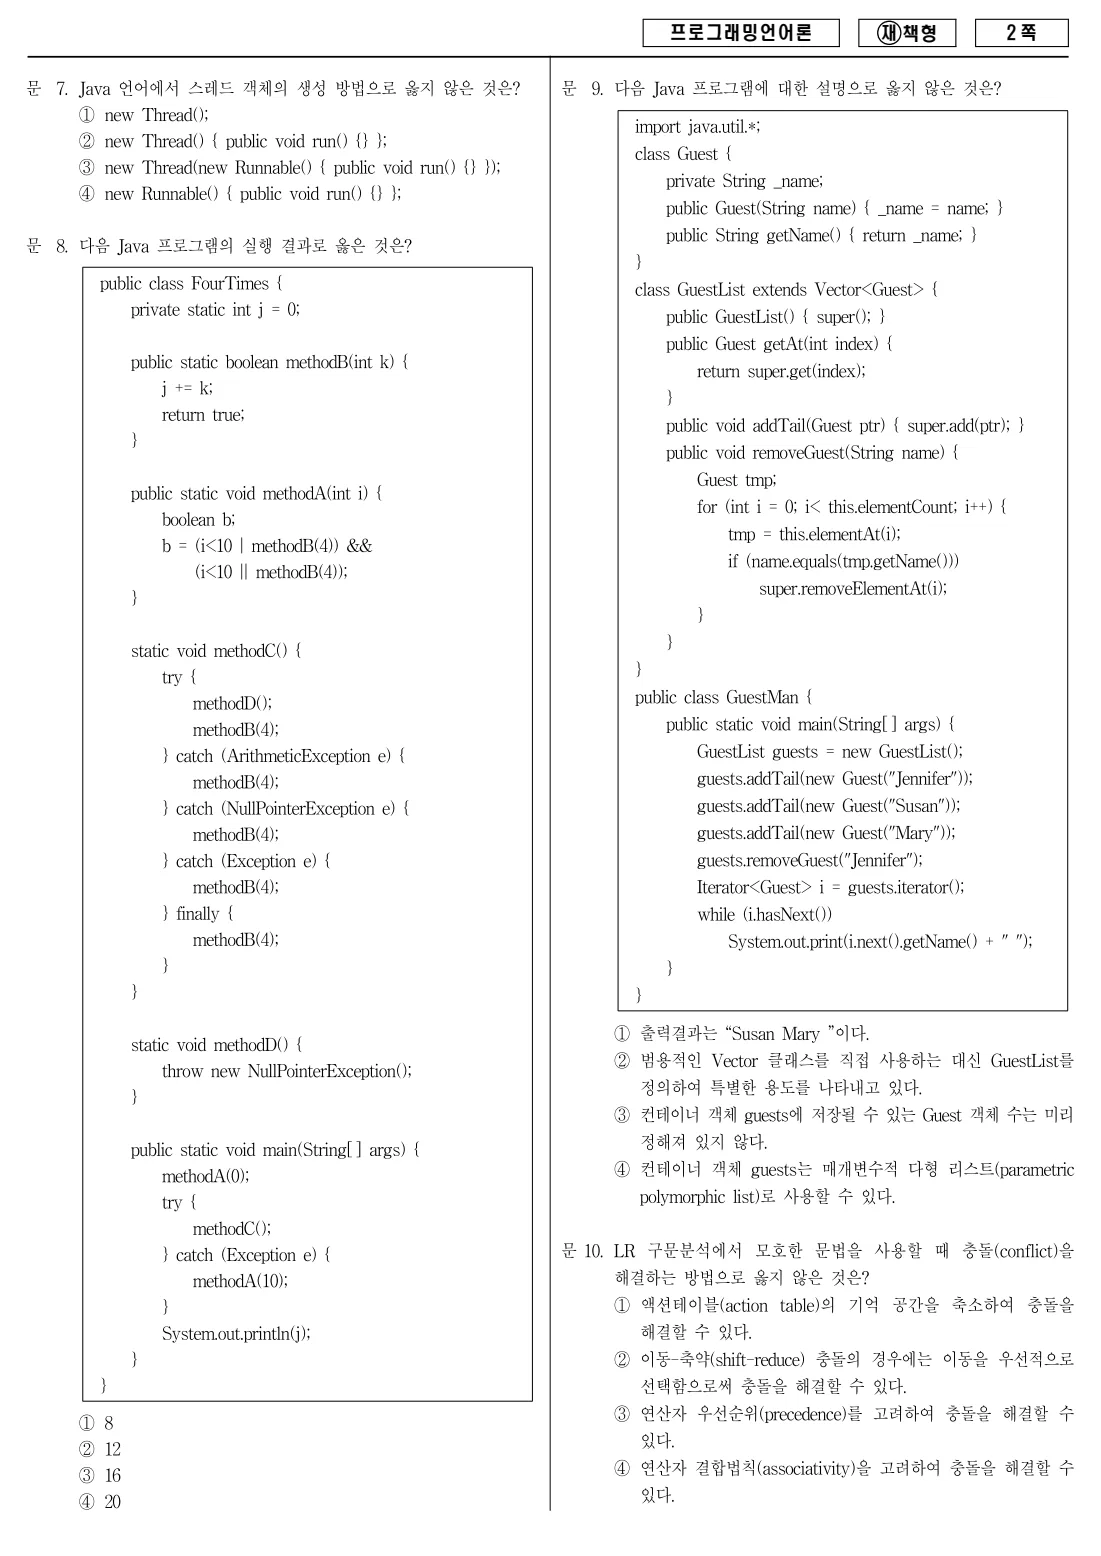 프로그래밍언어론
재책형
2쪽
문 7. Java 언어에서 스레드 객체의 생성 방법으로 옳지 않은 것은?
① new Thread();
② new Thread() { public void run() {} };
③ new Thread(new Runnable() { public void run() {} });
④ new Runnable() { public void run() {} };
문 8. 다음 Java 프로그램의 실행 결과로 옳은 것은?
public class FourTimes {
private static int j = 0;
public static boolean methodB(int k) {
j += k;
return true;
}
public static void methodA(int i) {
boolean b;
b = (i<10 | methodB(4)) &&
(i<10 || methodB(4));
}
static void methodC() {
try {
methodD();
methodB(4);
} catch (ArithmeticException e) {
methodB(4);
} catch (NullPointerException e) {
methodB(4);
} catch (Exception e) {
methodB(4);
} finally {
methodB(4);
}
}
static void methodD() {
throw new NullPointerException();
}
public static void main(String[] args) {
methodA(0);
try {
methodC();
} catch (Exception e) {
methodA(10);
}
System.out.println(j);
}
}
① 8
② 12
③ 16
④ 20
문 9. 다음 Java 프로그램에 대한 설명으로 옳지 않은 것은?
import java.util.*;
class Guest {
private String _name;
public Guest(String name) { _name = name; }
public String getName() { return _name; }
}
class GuestList extends Vector<Guest> {
public GuestList() { super(); }
public Guest getAt(int index) {
return super.get(index);
}
public void addTail(Guest ptr) { super.add(ptr); }
public void removeGuest(String name) {
Guest tmp;
for (int i = 0; i< this.elementCount; i++) {
tmp = this.elementAt(i);
if (name.equals(tmp.getName()))
super.removeElementAt(i);
}
}
}
public class GuestMan {
public static void main(String[] args) {
GuestList guests = new GuestList();
guests.addTail(new Guest("Jennifer"));
guests.addTail(new Guest("Susan"));
guests.addTail(new Guest("Mary"));
guests.removeGuest("Jennifer");
Iterator<Guest> i = guests.iterator();
while (i.hasNext())
System.out.print(i.next().getName() + " ");
}
}
① 출력결과는 “Susan Mary ”이다.
② 범용적인 Vector 클래스를 직접 사용하는 대신 GuestList를
정의하여 특별한 용도를 나타내고 있다.
③ 컨테이너 객체 guests에 저장될 수 있는 Guest 객체 수는 미리
정해져 있지 않다.
④ 컨테이너 객체 guests는 매개변수적 다형 리스트(parametric
polymorphic list)로 사용할 수 있다.
문 10. LR 구문분석에서 모호한 문법을 사용할 때 충돌(conflict)을
해결하는 방법으로 옳지 않은 것은?
① 액션테이블(action table)의 기억 공간을 축소하여 충돌을
해결할 수 있다.
② 이동-축약(shift-reduce) 충돌의 경우에는 이동을 우선적으로
선택함으로써 충돌을 해결할 수 있다.
③ 연산자 우선순위(precedence)를 고려하여 충돌을 해결할 수
있다.
④ 연산자 결합법칙(associativity)을 고려하여 충돌을 해결할 수
있다.